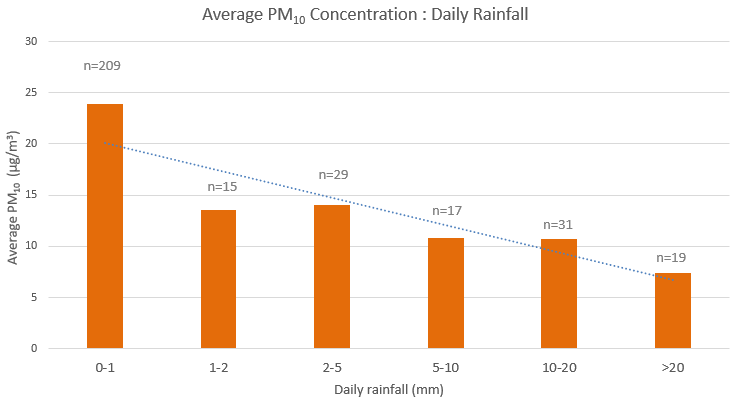 Average PM₁₀ Concentration : Daily Rainfall
30
25
20
15
10
5
0
Average PM₁₀ (µg/m³)
n=209
n=15
n=29
n=17
n=31
n=19
0-1 1-2 2-5 5-10 10-20 >20
Daily rainfall (mm)